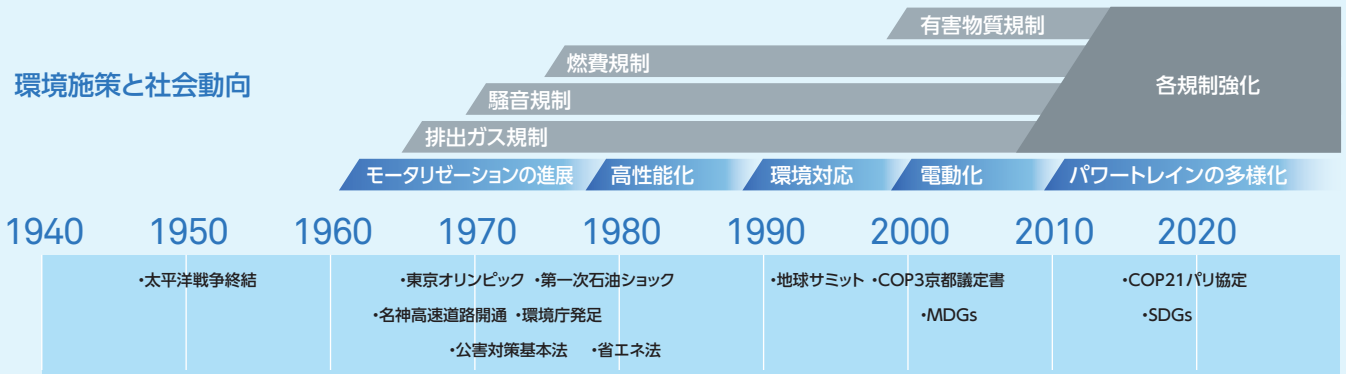 有害物質規制
燃費規制
環境施策と社会動向
各規制強化
騒音規制
排出ガス規制
モータリゼーションの進展 高性能化 環境対応 電動化 パワートレインの多様化
1940 1950 1960 1970 1980 1990 2000 2010 2020
・太平洋戦争終結 ・東京オリンピック ・第一次石油ショック ・地球サミット ・COP3京都議定書 ・COP21パリ協定
・名神高速道路開通 ・環境庁発足 ・MDGs ・SDGs
・公害対策基本法 ・省エネ法